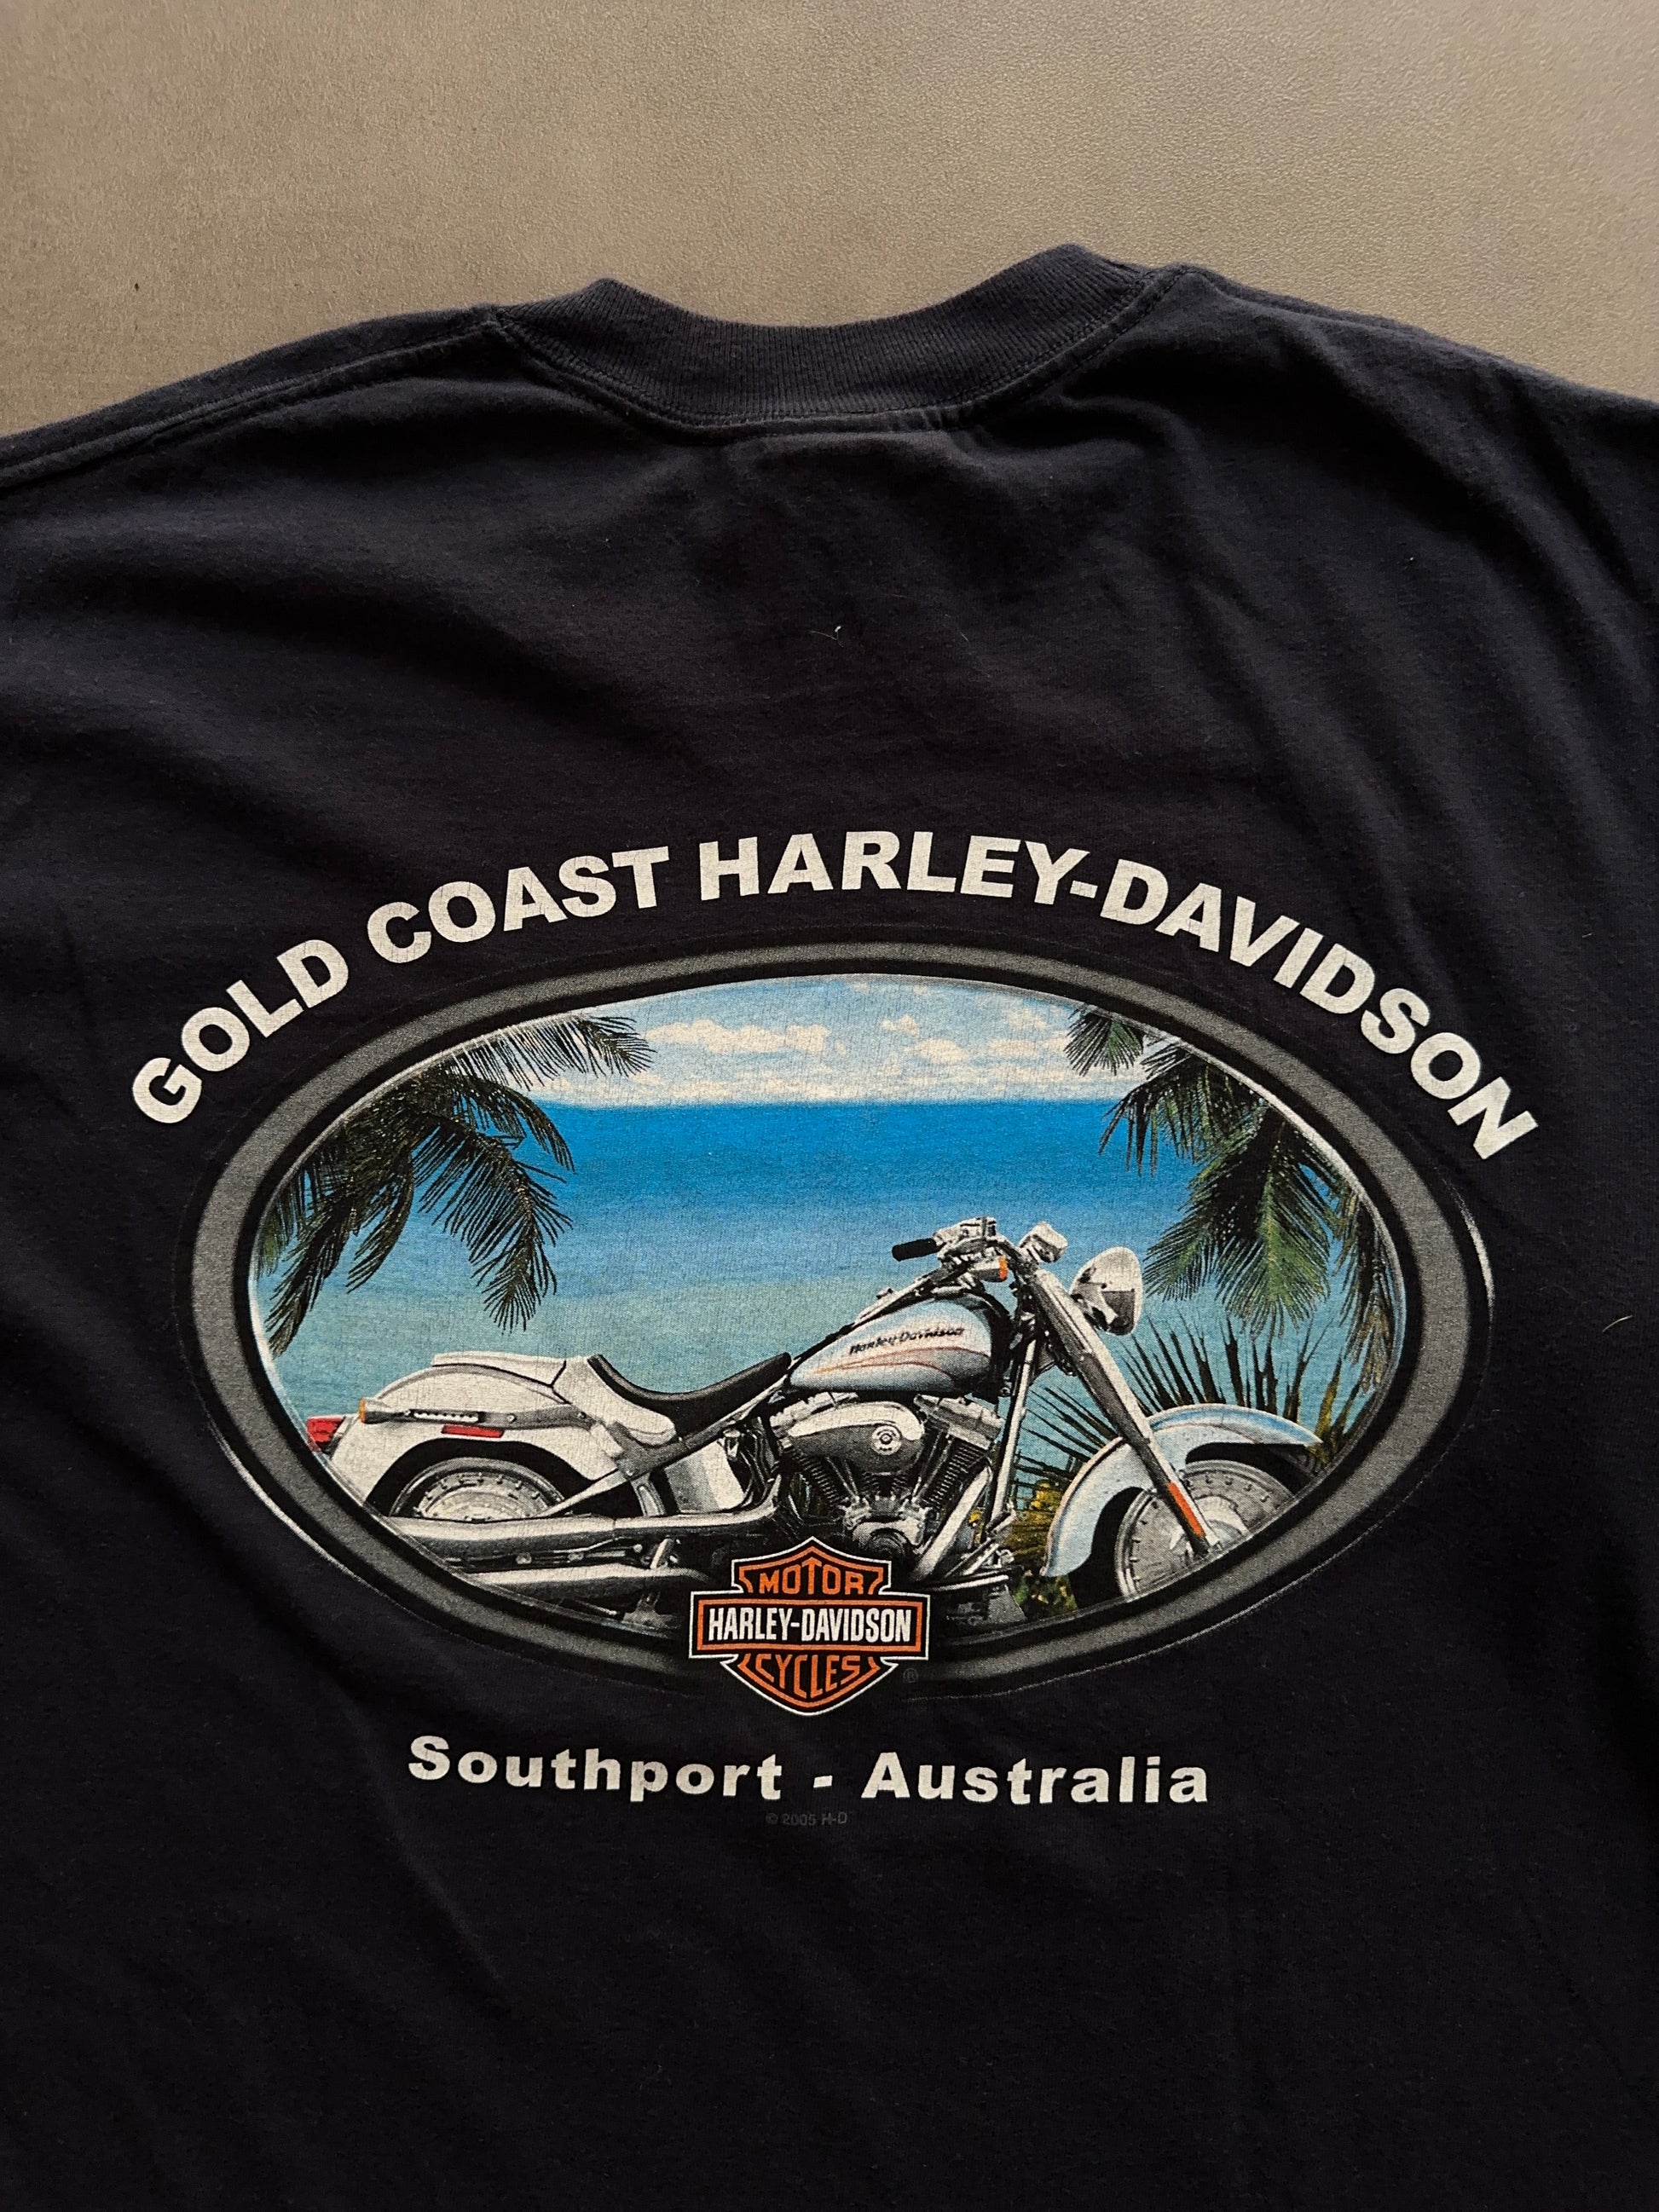 GOLD COAST HARLEY-DAVIDSON
Harley-Davidson
MOTOR
HARLEY-DAVIDSON
CYCLES
®
Southport - Australia
© 2005 H-D